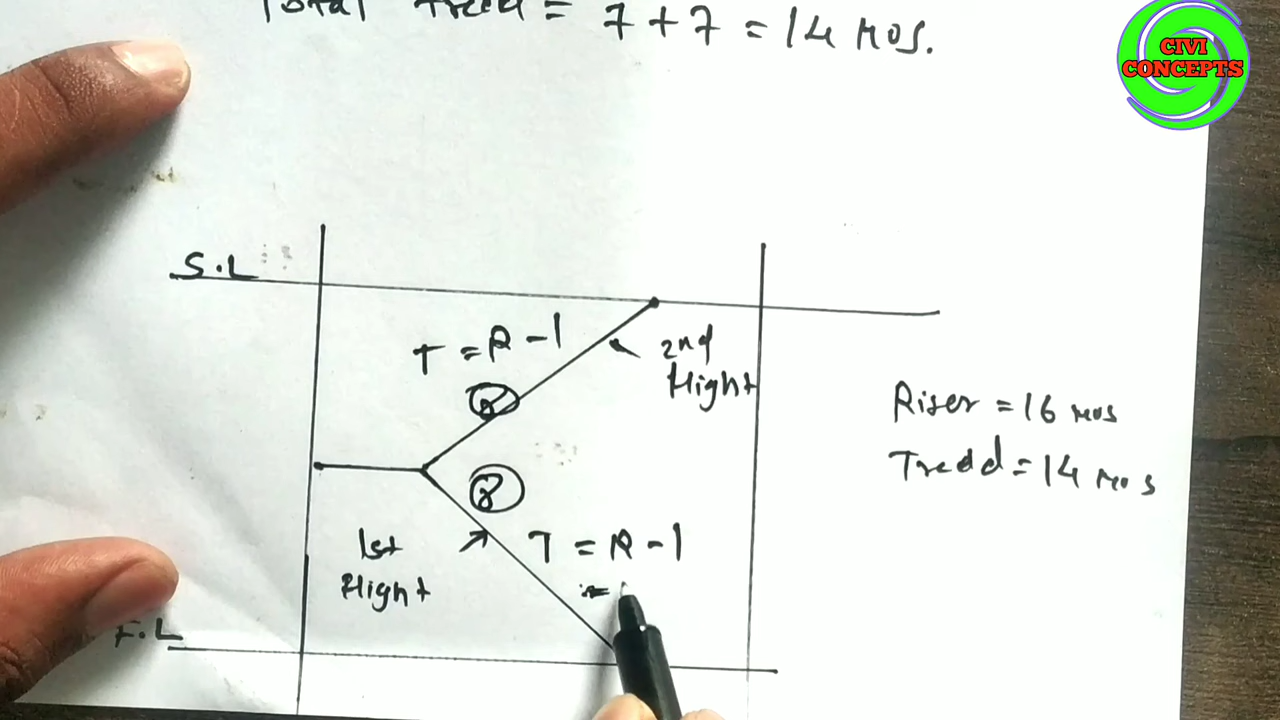 Total Tredd = 7 + 7 = 14 Nos.
CIVI
CONCEPTS
S.L
T = R - 1
2nd
flight
8
Riser = 16 Nos
Tredd = 14 Nos
8
1st
flight
T = R - 1
=
F.L